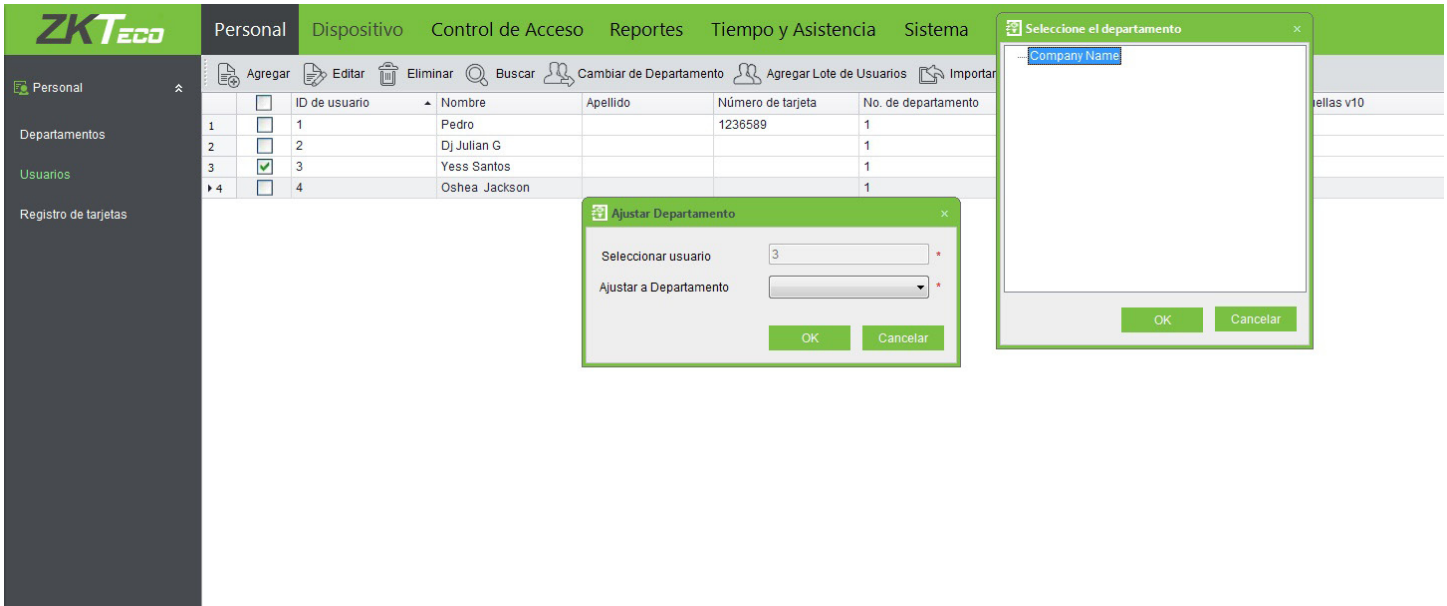 ZKTeco
Personal Dispositivo Control de Acceso Reportes Tiempo y Asistencia Sistema
Personal
Departamentos
Usuarios
Registro de tarjetas
Agregar Editar Eliminar Buscar Cambiar de Departamento Agregar Lote de Usuarios Importar
ID de usuario Nombre Apellido Número de tarjeta No. de departamento v10
1 1 Pedro 1236589 1
2 2 Dj Julian G 1
3 3 Yess Santos 1
4 4 Oshea Jackson 1
Ajustar Departamento
Seleccionar usuario 3 *
Ajustar a Departamento *
OK Cancelar
Seleccione el departamento
Company Name
OK Cancelar